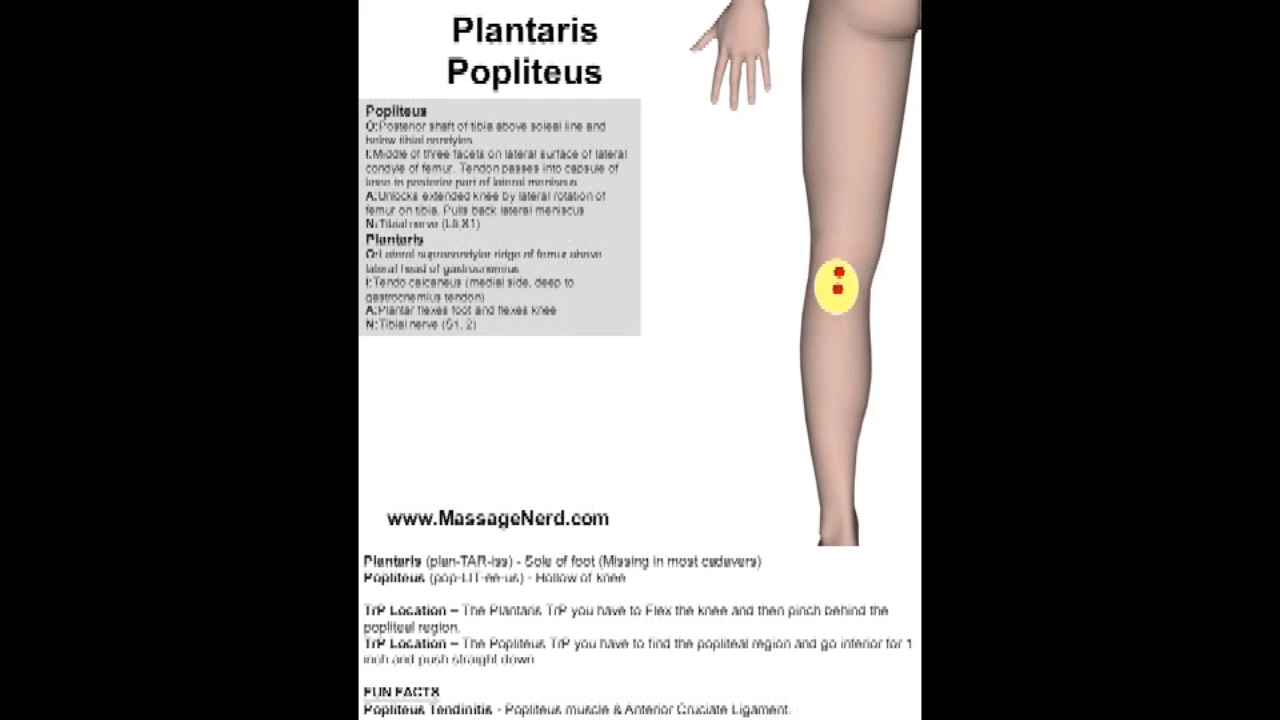 Plantaris
Popliteus
Popliteus
O:Posterior shaft of tibia above soleal line and
below tibial condyles
I:Middle of three facets on lateral surface of lateral
condyle of femur. Tendon passes into capsule of
knee to posterior part of lateral meniscus
A:Unlocks extended knee by lateral rotation of
femur on tibia. Pulls back lateral meniscus
N:Tibial nerve (L5,S1)
Plantaris
O:Lateral supracondylar ridge of femur above
lateral head of gastrocnemius
I:Tendo calcaneus (medial side, deep to
gastrocnemius tendon)
A:Plantar flexes foot and flexes knee
N:Tibial nerve (S1, 2)
www.MassageNerd.com
Plantaris (plan-TAR-iss) - Sole of foot (Missing in most cadavers)
Popliteus (pop-LIT-ee-us) - Hollow of knee
TrP Location – The Plantaris TrP you have to Flex the knee and then pinch behind the
popliteal region.
TrP Location – The Popliteus TrP you have to find the popliteal region and go inferior for 1
inch and push straight down
FUN FACTS
Popliteus Tendinitis - Popliteus muscle & Anterior Cruciate Ligament.